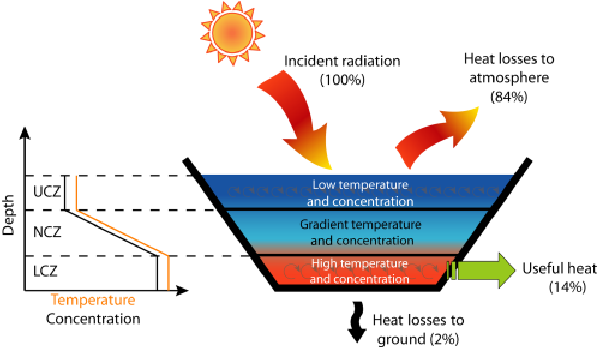 Incident radiation
(100%)
Heat losses to
atmosphere
(84%)
Depth
UCZ
NCZ
LCZ
Low temperature
and concentration
Gradient temperature
and concentration
High temperature
and concentration
Useful heat
(14%)
Temperature
Concentration
Heat losses to
ground (2%)